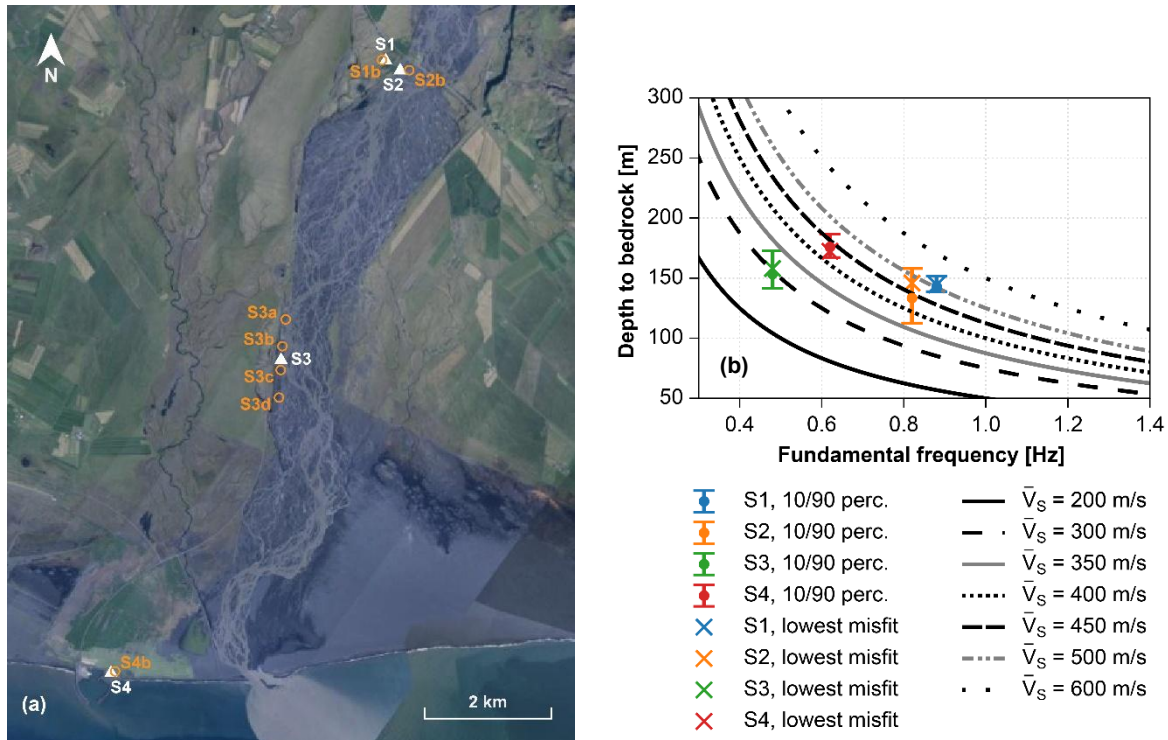 N
S1
S1b
S2
S2b
S3a
S3b
S3
S3c
S3d
S4b
S4
(a)
2 km
300
250
200
150
100
50
Depth to bedrock [m]
(b)
0.4 0.6 0.8 1.0 1.2 1.4
Fundamental frequency [Hz]
S1, 10/90 perc.
S2, 10/90 perc.
S3, 10/90 perc.
S4, 10/90 perc.
S1, lowest misfit
S2, lowest misfit
S3, lowest misfit
S4, lowest misfit
V̅S = 200 m/s
V̅S = 300 m/s
V̅S = 350 m/s
V̅S = 400 m/s
V̅S = 450 m/s
V̅S = 500 m/s
V̅S = 600 m/s